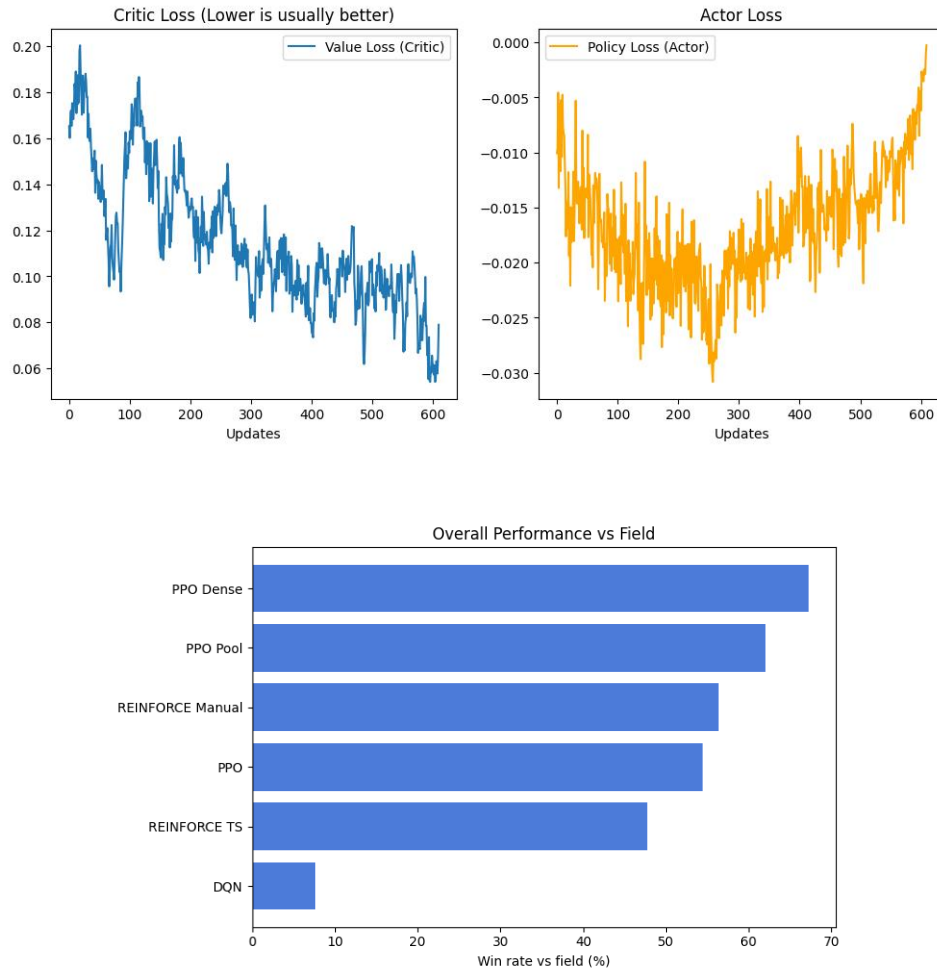 Critic Loss (Lower is usually better)
Value Loss (Critic)
0.20
0.18
0.16
0.14
0.12
0.10
0.08
0.06
0 100 200 300 400 500 600
Updates
Actor Loss
Policy Loss (Actor)
0.000
−0.005
−0.010
−0.015
−0.020
−0.025
−0.030
0 100 200 300 400 500 600
Updates
Overall Performance vs Field
PPO Dense
PPO Pool
REINFORCE Manual
PPO
REINFORCE TS
DQN
0 10 20 30 40 50 60 70
Win rate vs field (%)